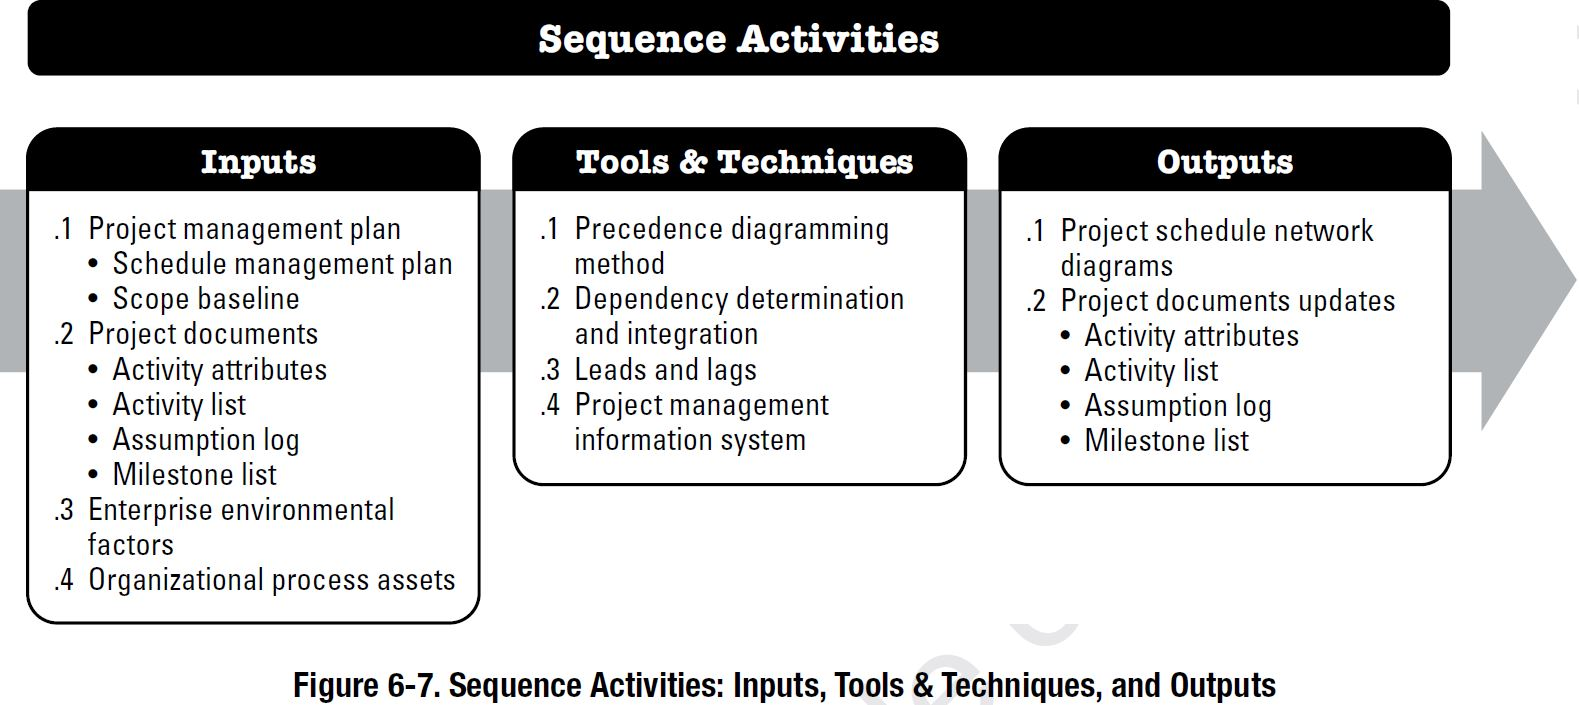 Sequence Activities
Inputs
.1 Project management plan
• Schedule management plan
• Scope baseline
.2 Project documents
• Activity attributes
• Activity list
• Assumption log
• Milestone list
.3 Enterprise environmental
factors
.4 Organizational process assets
Tools & Techniques
.1 Precedence diagramming
method
.2 Dependency determination
and integration
.3 Leads and lags
.4 Project management
information system
Outputs
.1 Project schedule network
diagrams
.2 Project documents updates
• Activity attributes
• Activity list
• Assumption log
• Milestone list
Figure 6-7. Sequence Activities: Inputs, Tools & Techniques, and Outputs